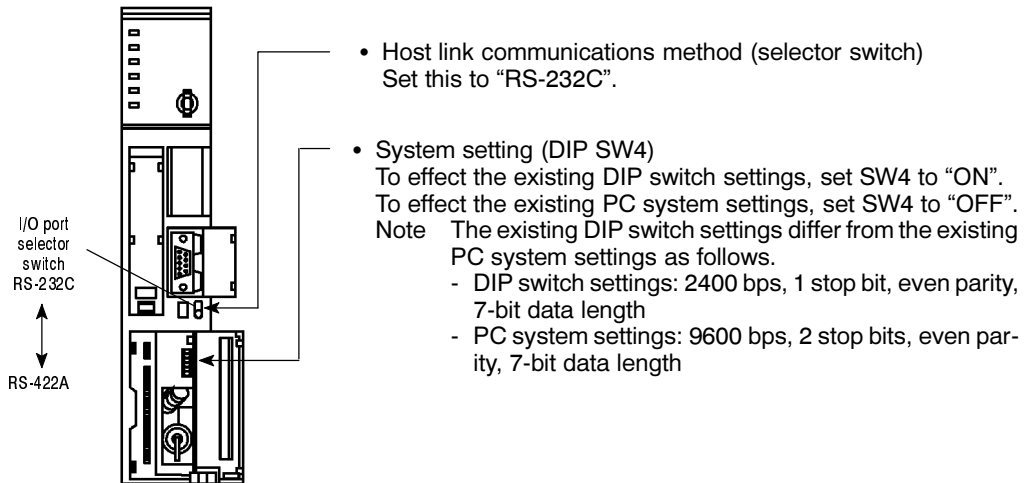 • Host link communications method (selector switch)
Set this to “RS-232C”.
• System setting (DIP SW4)
To effect the existing DIP switch settings, set SW4 to “ON”.
To effect the existing PC system settings, set SW4 to “OFF”.
Note The existing DIP switch settings differ from the existing
PC system settings as follows.
- DIP switch settings: 2400 bps, 1 stop bit, even parity,
7-bit data length
- PC system settings: 9600 bps, 2 stop bits, even par-
ity, 7-bit data length
I/O port
selector
switch
RS-232C
RS-422A